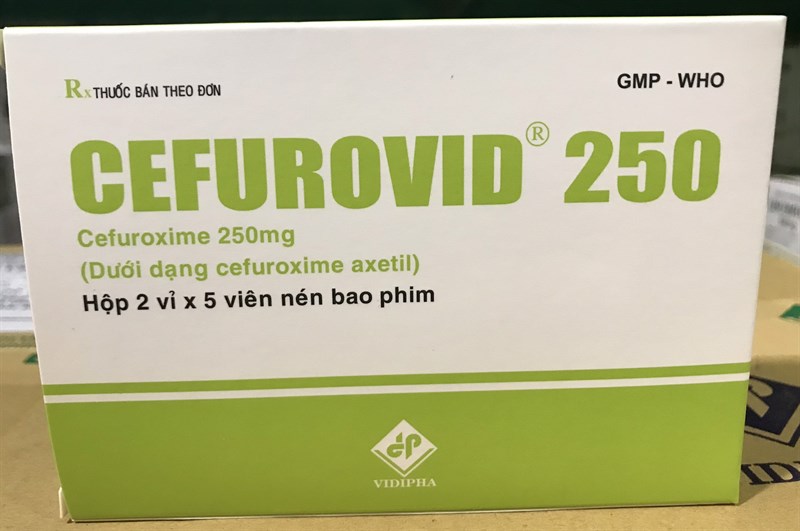 Rx THUỐC BÁN THEO ĐƠN
GMP - WHO
CEFUROVID® 250
Cefuroxime 250mg
(Dưới dạng cefuroxime axetil)
Hộp 2 vỉ x 5 viên nén bao phim
VIDIPHA